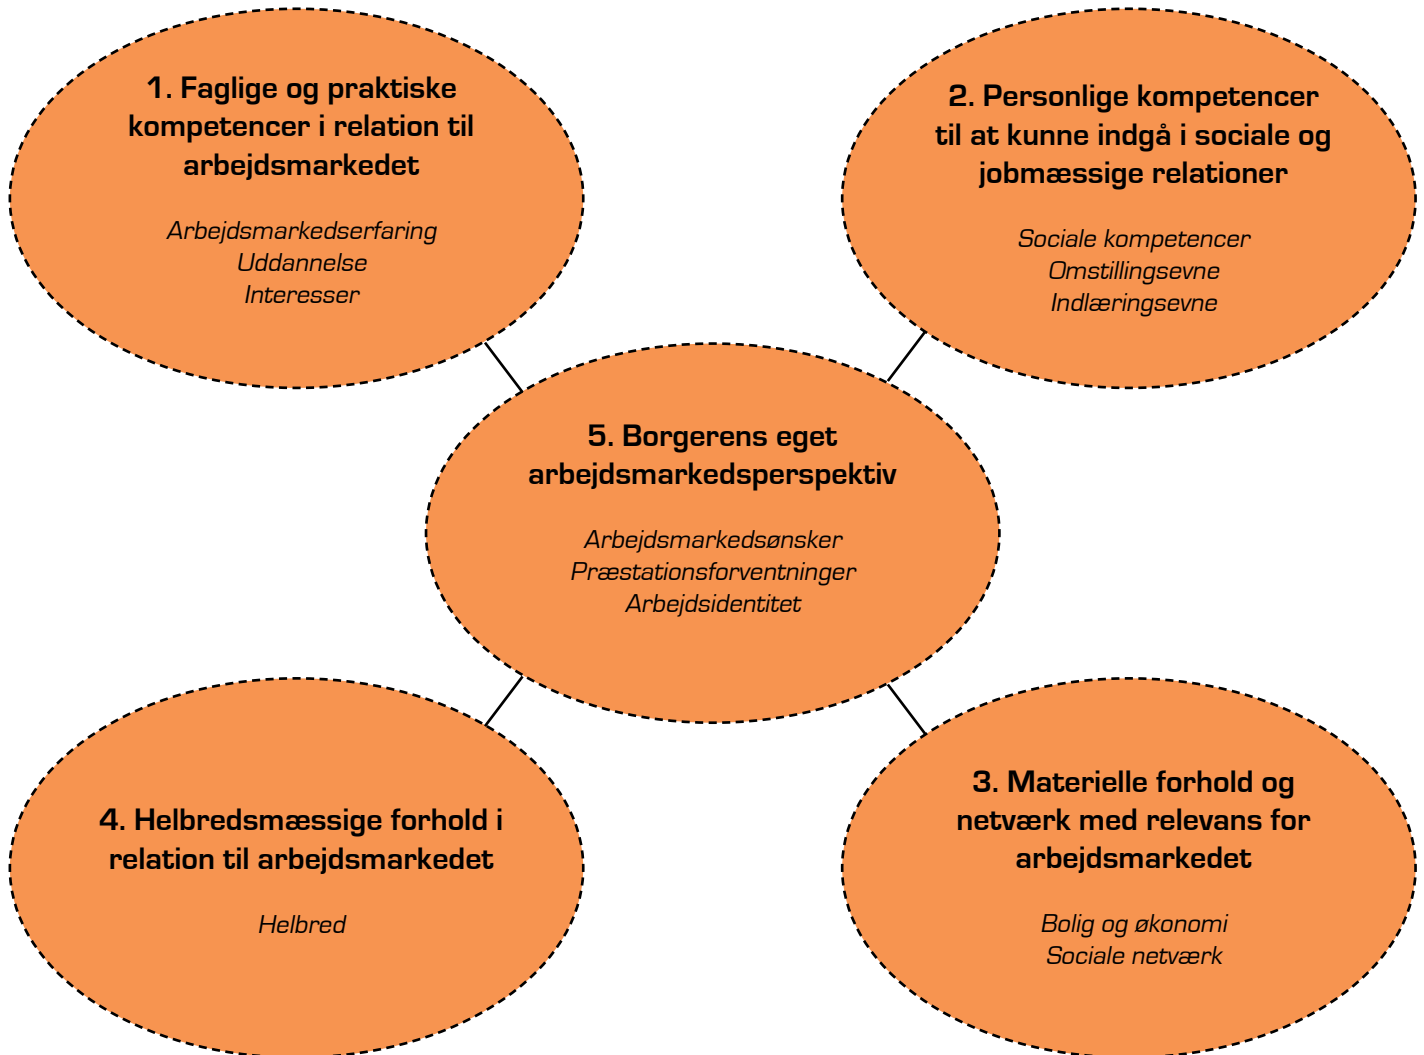 1. Faglige og praktiske
kompetencer i relation til
arbejdsmarkedet
Arbejdsmarkedserfaring
Uddannelse
Interesser
2. Personlige kompetencer
til at kunne indgå i sociale og
jobmæssige relationer
Sociale kompetencer
Omstillingsevne
Indlæringsevne
5. Borgerens eget
arbejdsmarkedsperspektiv
Arbejdsmarkedsønsker
Præstationsforventninger
Arbejdsidentitet
4. Helbredsmæssige forhold i
relation til arbejdsmarkedet
Helbred
3. Materielle forhold og
netværk med relevans for
arbejdsmarkedet
Bolig og økonomi
Sociale netværk